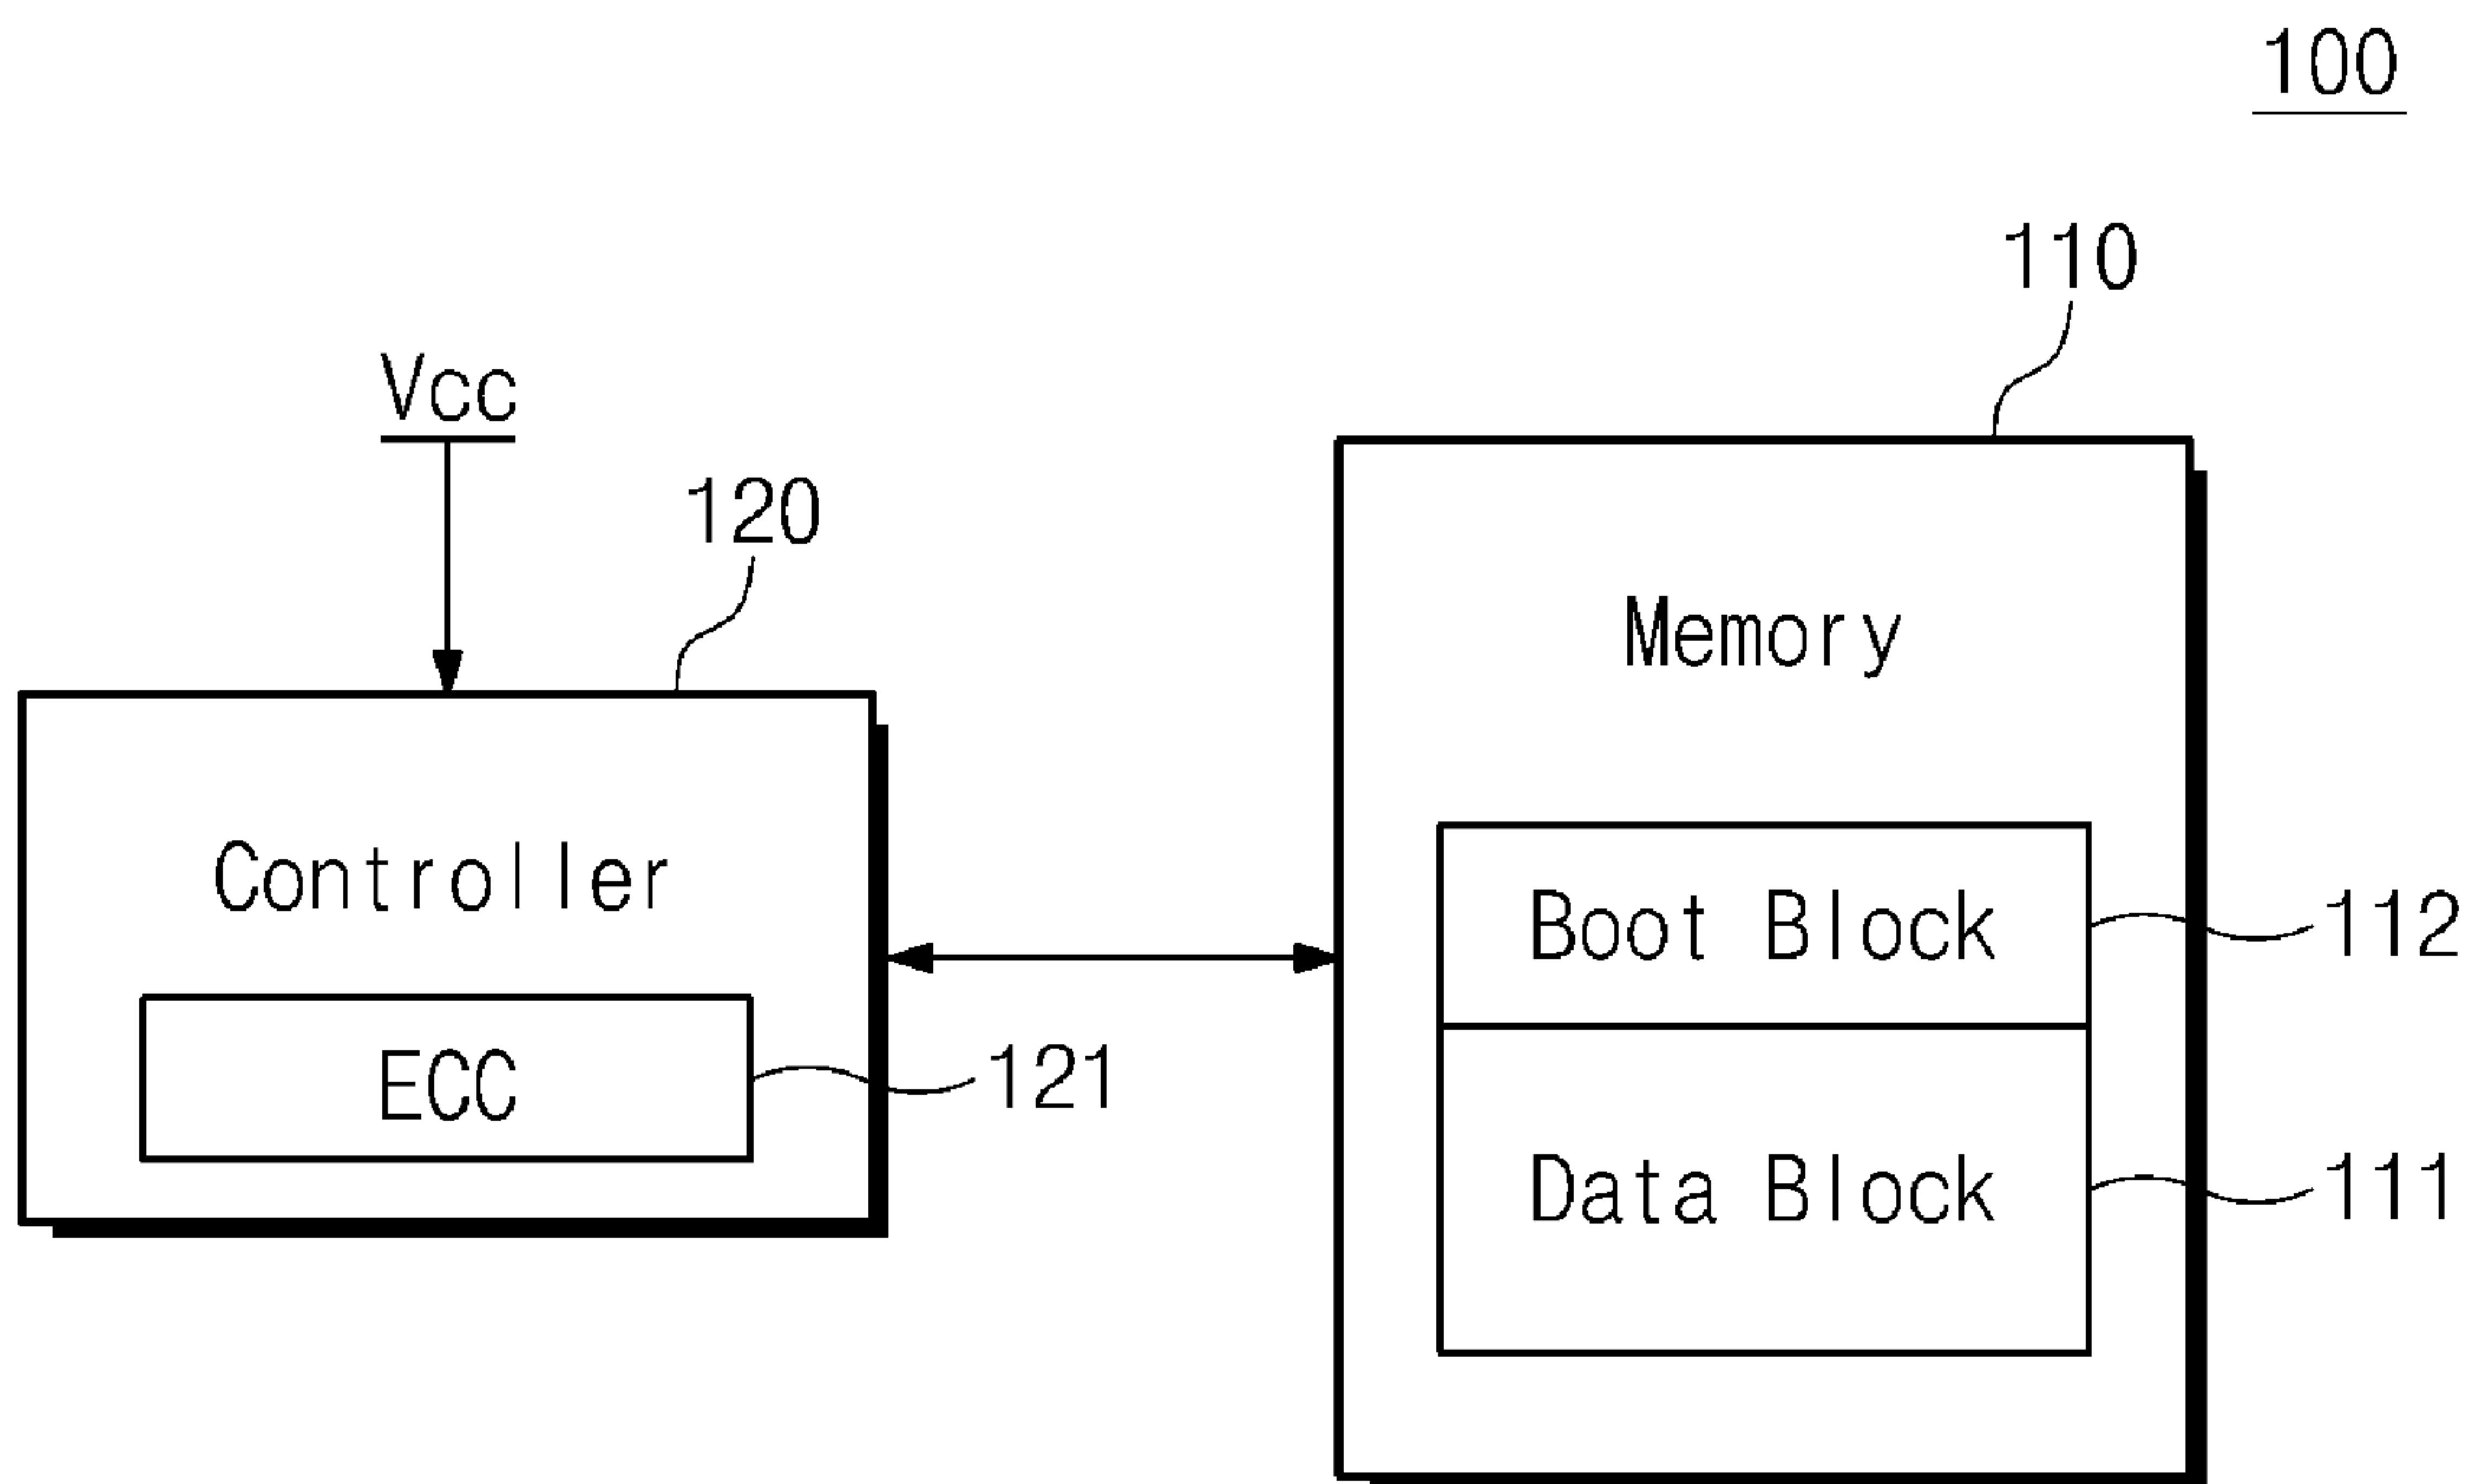 100
110
Vcc
120
Memory
Controller
Boot Block
112
ECC
121
Data Block
111